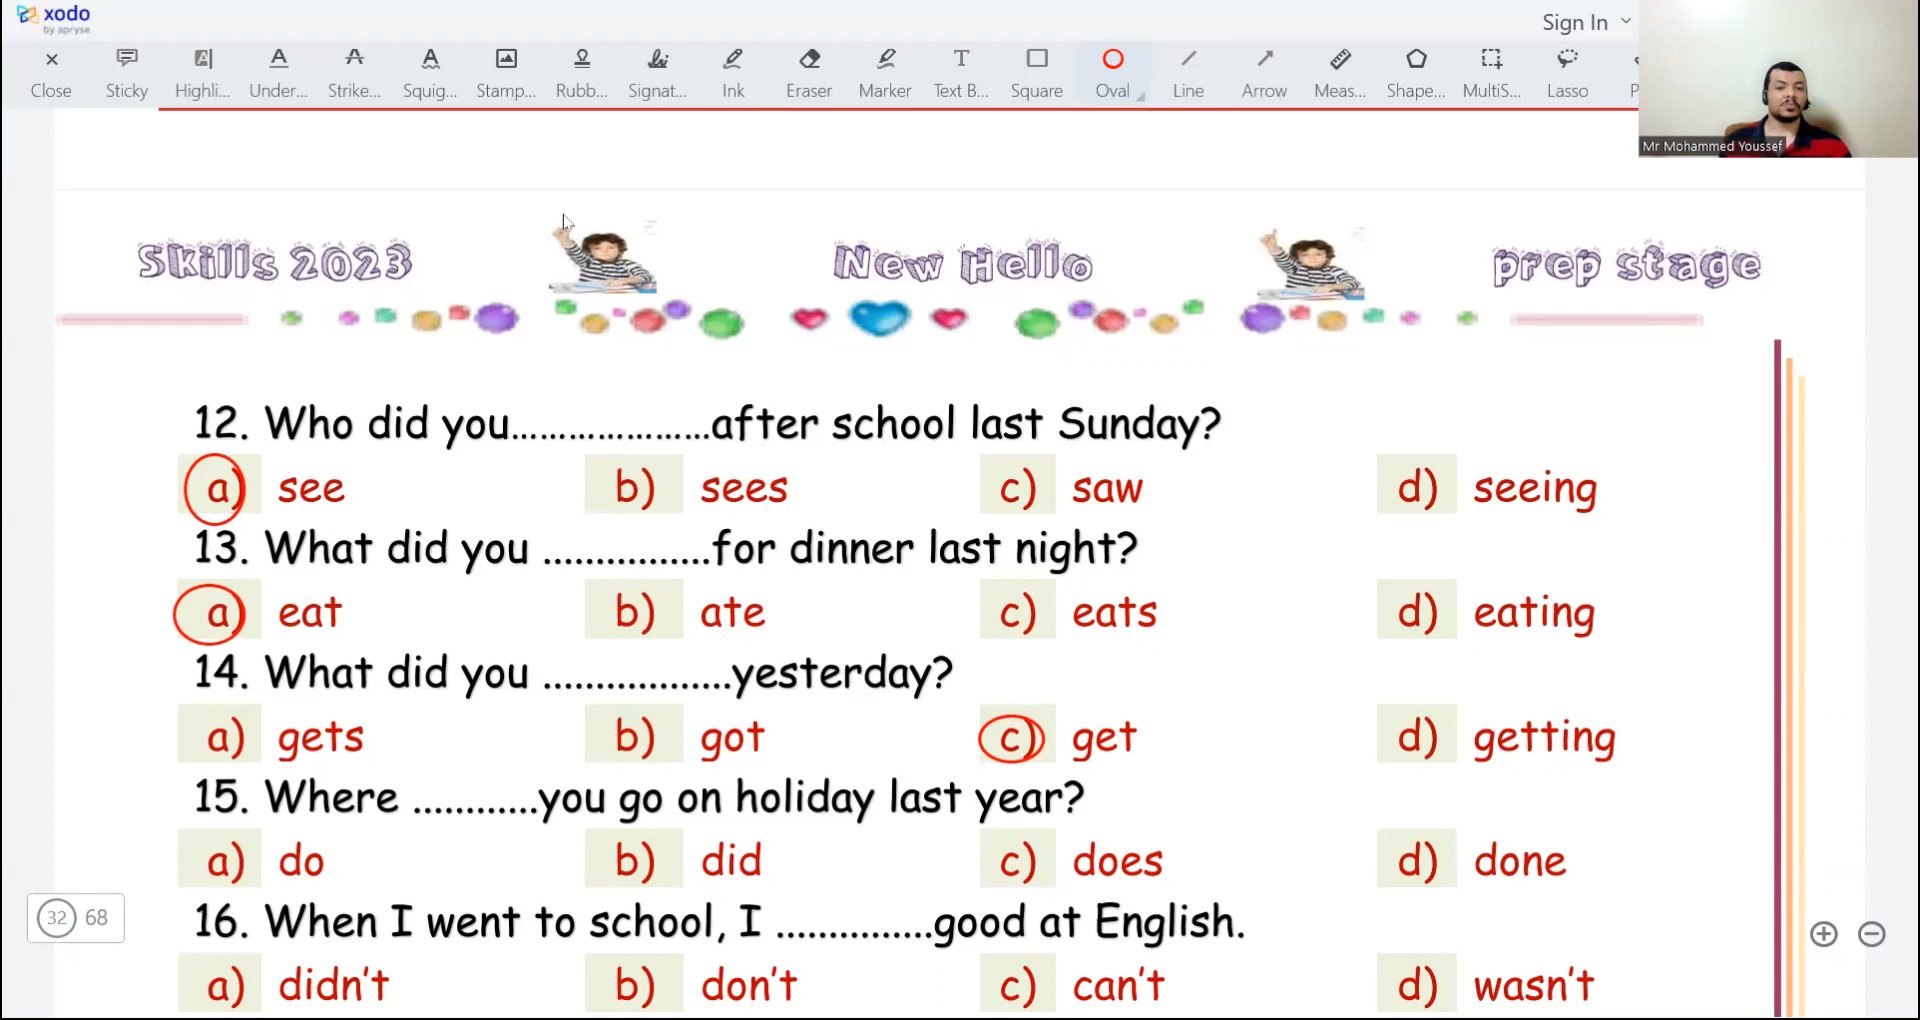 xodo
by apryse
Sign In
Close Sticky Highli... Under... Strike... Squig... Stamp... Rubb... Signat... Ink Eraser Marker Text B... Square Oval Line Arrow Meas... Shape... MultiS... Lasso P
Mr Mohammed Youssef
Skills 2023 New Hello prep stage
12. Who did you.....................after school last Sunday?
a) see b) sees c) saw d) seeing
13. What did you ................for dinner last night?
a) eat b) ate c) eats d) eating
14. What did you ..................yesterday?
a) gets b) got c) get d) getting
15. Where ............you go on holiday last year?
a) do b) did c) does d) done
16. When I went to school, I ...............good at English.
a) didn't b) don't c) can't d) wasn't
32 68